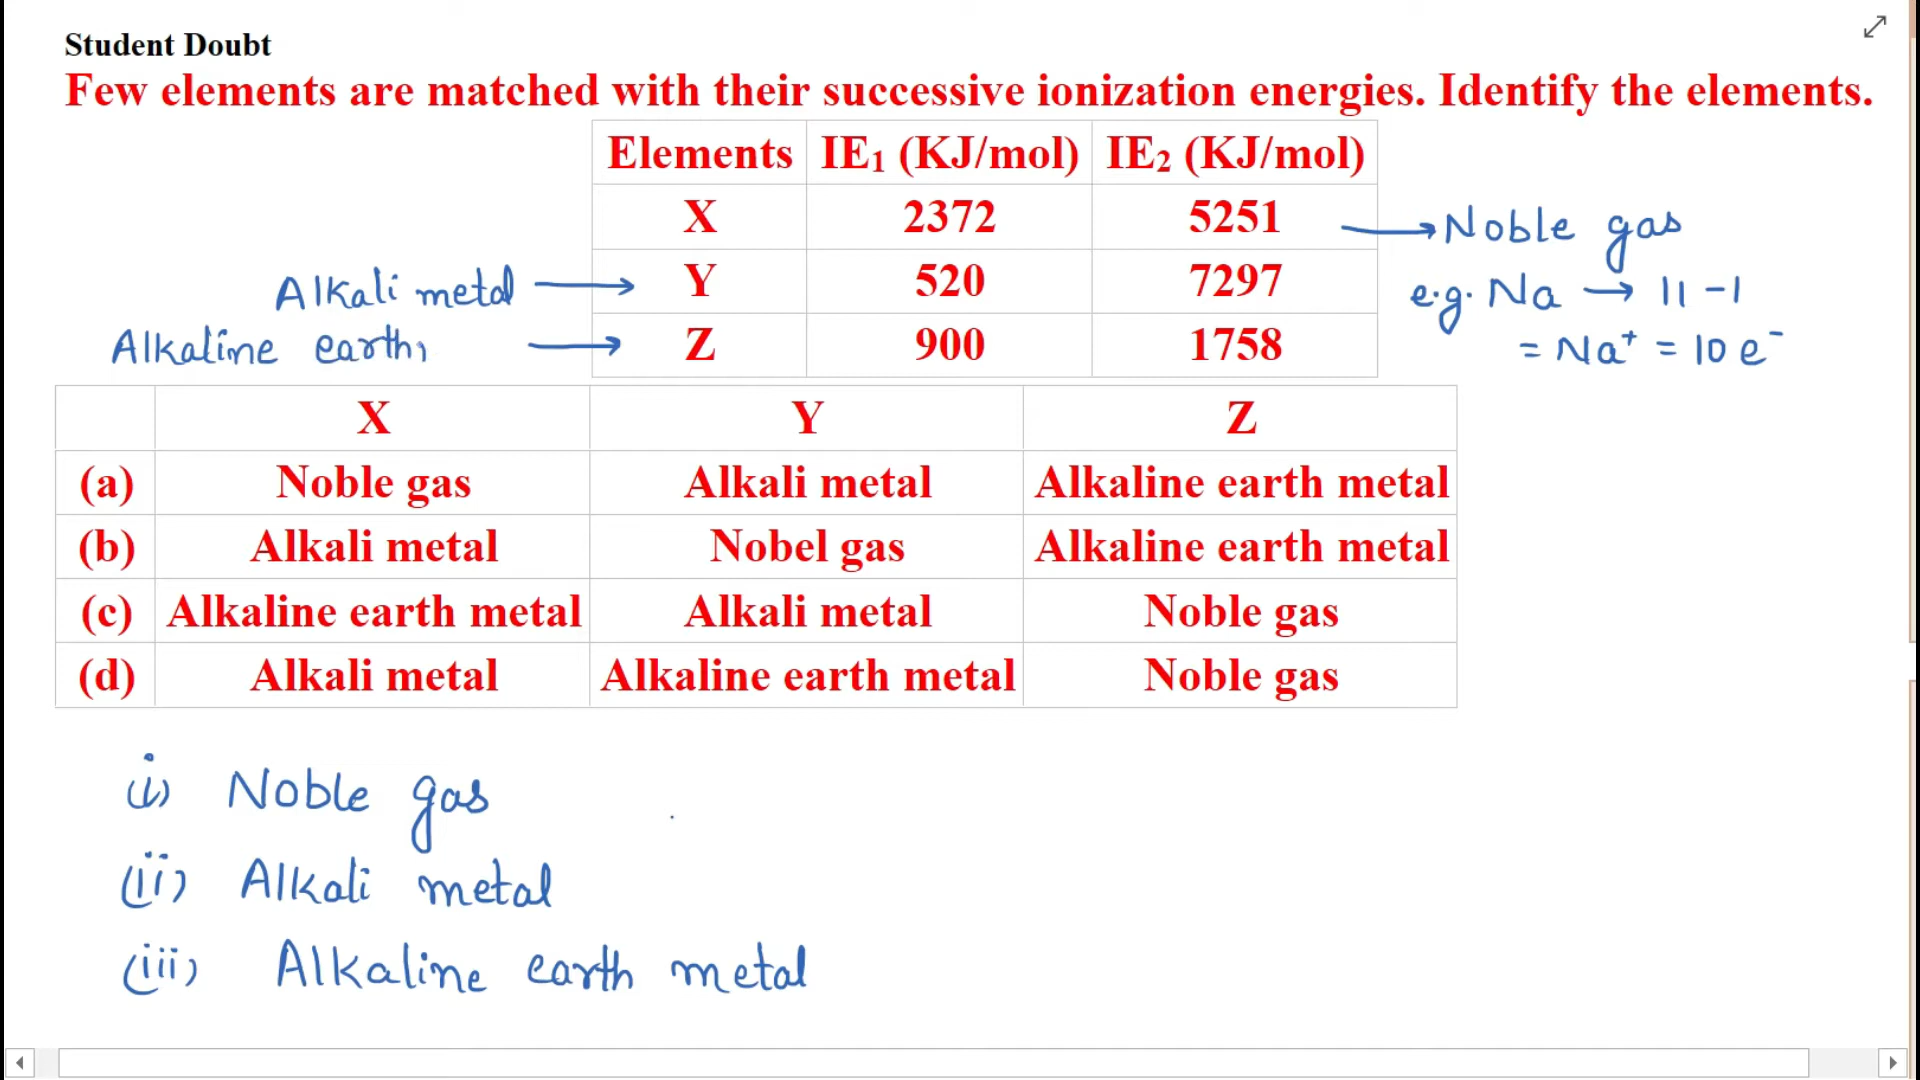 Student Doubt
Few elements are matched with their successive ionization energies. Identify the elements.
Elements IE₁ (KJ/mol) IE₂ (KJ/mol)
X 2372 5251 → Noble gas
Alkali metal → Y 520 7297 e.g. Na → 11 - 1
Alkaline earth → Z 900 1758 = Na⁺ = 10 e⁻
X Y Z
(a) Noble gas Alkali metal Alkaline earth metal
(b) Alkali metal Nobel gas Alkaline earth metal
(c) Alkaline earth metal Alkali metal Noble gas
(d) Alkali metal Alkaline earth metal Noble gas
(i) Noble gas
(ii) Alkali metal
(iii) Alkaline earth metal